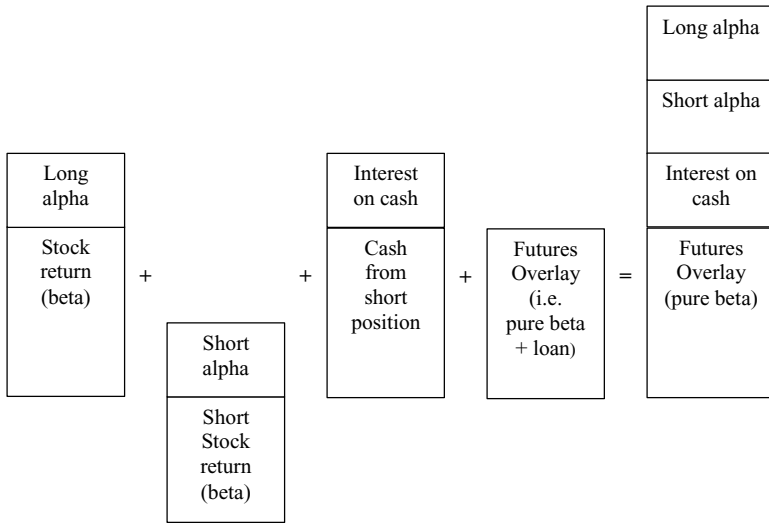 Long
alpha
Stock
return
(beta)
+
Short
alpha
Short
Stock
return
(beta)
+
Interest
on cash
Cash
from
short
position
+
Futures
Overlay
(i.e.
pure beta
+ loan)
=
Long alpha
Short alpha
Interest on
cash
Futures
Overlay
(pure beta)